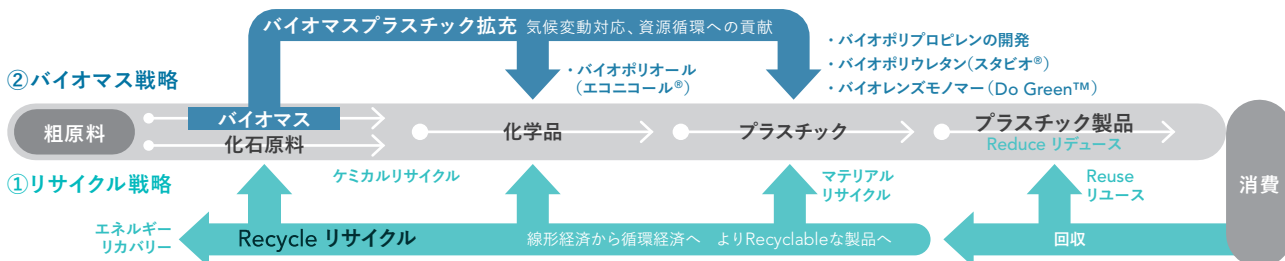 バイオマスプラスチック拡充 気候変動対応、資源循環への貢献
・バイオポリプロピレンの開発
・バイオポリウレタン(スタビオ®)
・バイオレンズモノマー(Do Green™)
・バイオポリオール
(エコニコール®)
②バイオマス戦略
粗原料
バイオマス
化石原料
化学品
プラスチック
プラスチック製品
Reduce リデュース
消費
①リサイクル戦略
ケミカルリサイクル
マテリアル
リサイクル
Reuse
リユース
エネルギー
リカバリー
Recycle リサイクル
線形経済から循環経済へ よりRecyclableな製品へ
回収